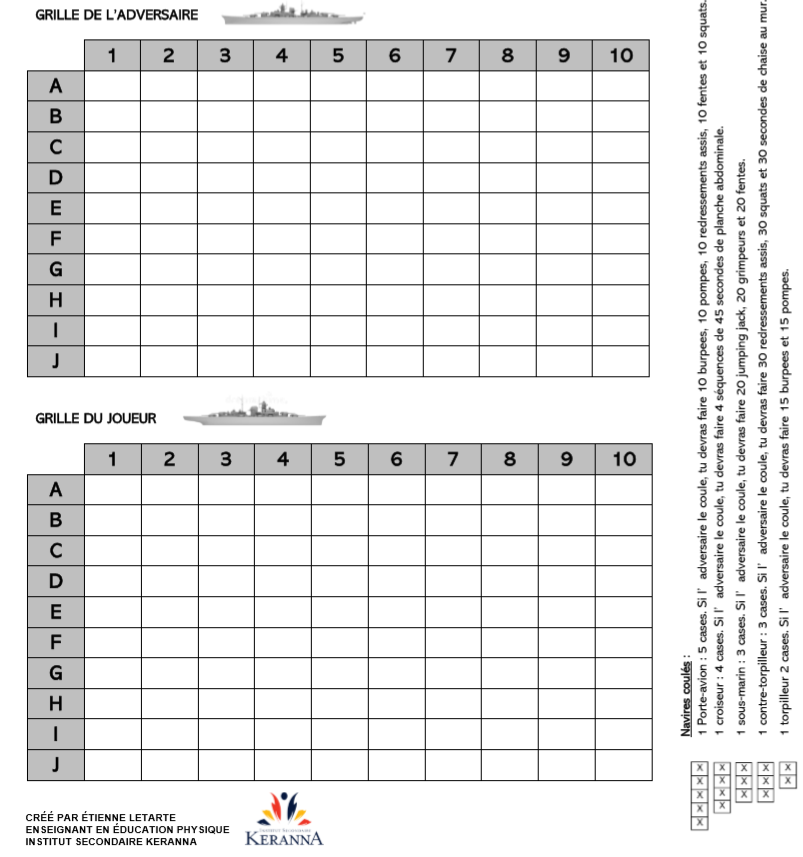 GRILLE DE L'ADVERSAIRE
1 2 3 4 5 6 7 8 9 10
A
B
C
D
E
F
G
H
I
J
GRILLE DU JOUEUR
1 2 3 4 5 6 7 8 9 10
A
B
C
D
E
F
G
H
I
J
CRÉÉ PAR ÉTIENNE LETARTE
ENSEIGNANT EN ÉDUCATION PHYSIQUE
INSTITUT SECONDAIRE KERANNA
INSTITUT SECONDAIRE
KERANNA
Navires coulés :
1 Porte-avion : 5 cases. Si l' adversaire le coule, tu devras faire 10 burpees, 10 pompes, 10 redressements assis, 10 fentes et 10 squats.
1 croiseur : 4 cases. Si l' adversaire le coule, tu devras faire 4 séquences de 45 secondes de planche abdominale.
1 sous-marin : 3 cases. Si l' adversaire le coule, tu devras faire 20 jumping jack, 20 grimpeurs et 20 fentes.
1 contre-torpilleur : 3 cases. Si l' adversaire le coule, tu devras faire 30 redressements assis, 30 squats et 30 secondes de chaise au mur.
1 torpilleur 2 cases. Si l' adversaire le coule, tu devras faire 15 burpees et 15 pompes.
X X X X X
X X X X X
X X X X
X X
X